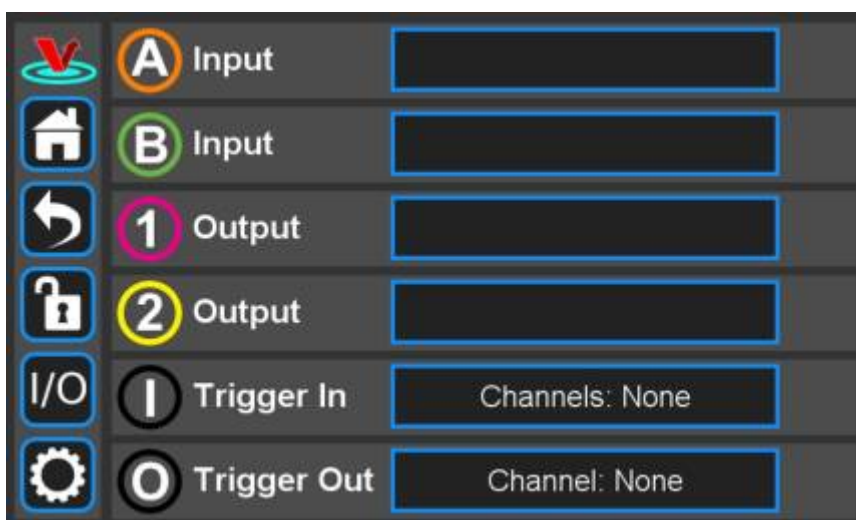 A Input
B Input
1 Output
2 Output
I/O
I Trigger In Channels: None
O Trigger Out Channel: None